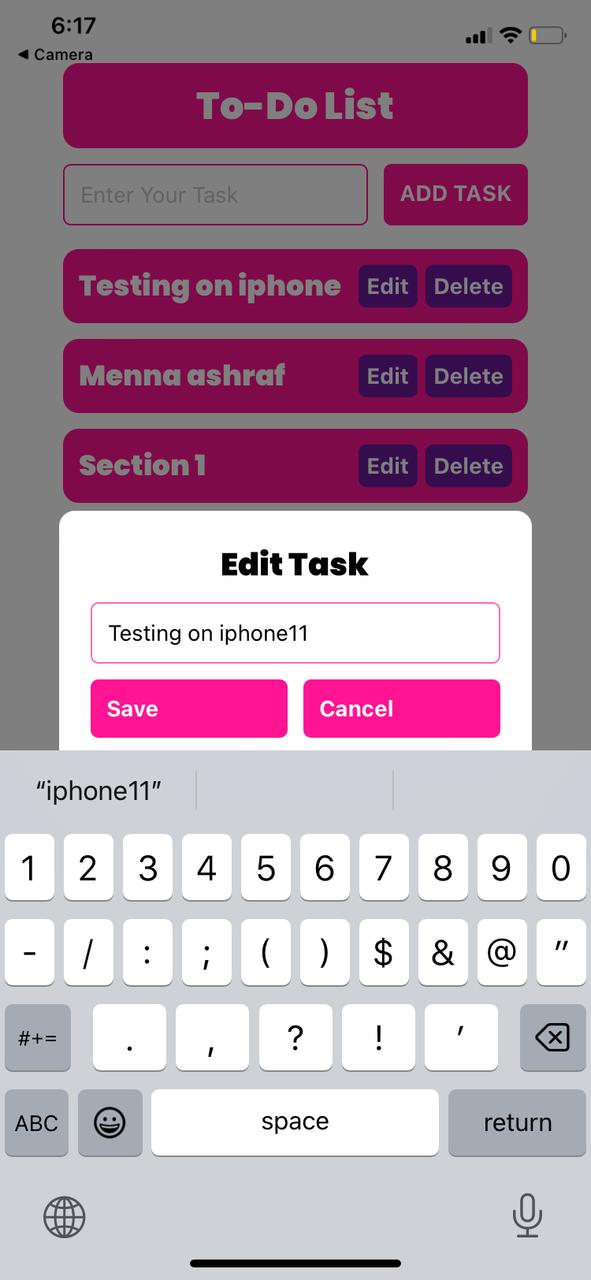 6:17
◀ Camera
To-Do List
Enter Your Task
ADD TASK
Testing on iphone Edit Delete
Menna ashraf Edit Delete
Section 1 Edit Delete
Edit Task
Testing on iphone11
Save Cancel
“iphone11”
1 2 3 4 5 6 7 8 9 0
- / : ; ( ) $ & @ "
#+= . , ? ! '
ABC space return